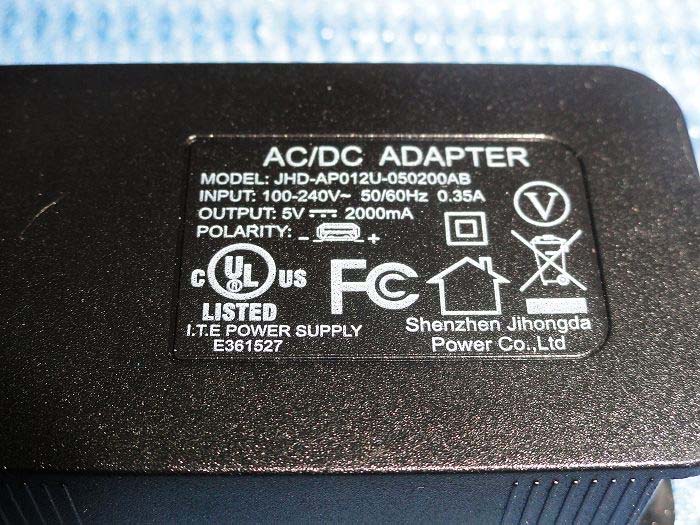 AC/DC ADAPTER
MODEL: JHD-AP012U-050200AB
INPUT: 100-240V~ 50/60Hz 0.35A
OUTPUT: 5V⎓ 2000mA
POLARITY: - +
V
C UL US
®
LISTED
FC
I.T.E POWER SUPPLY
E361527
Shenzhen Jihongda
Power Co.,Ltd